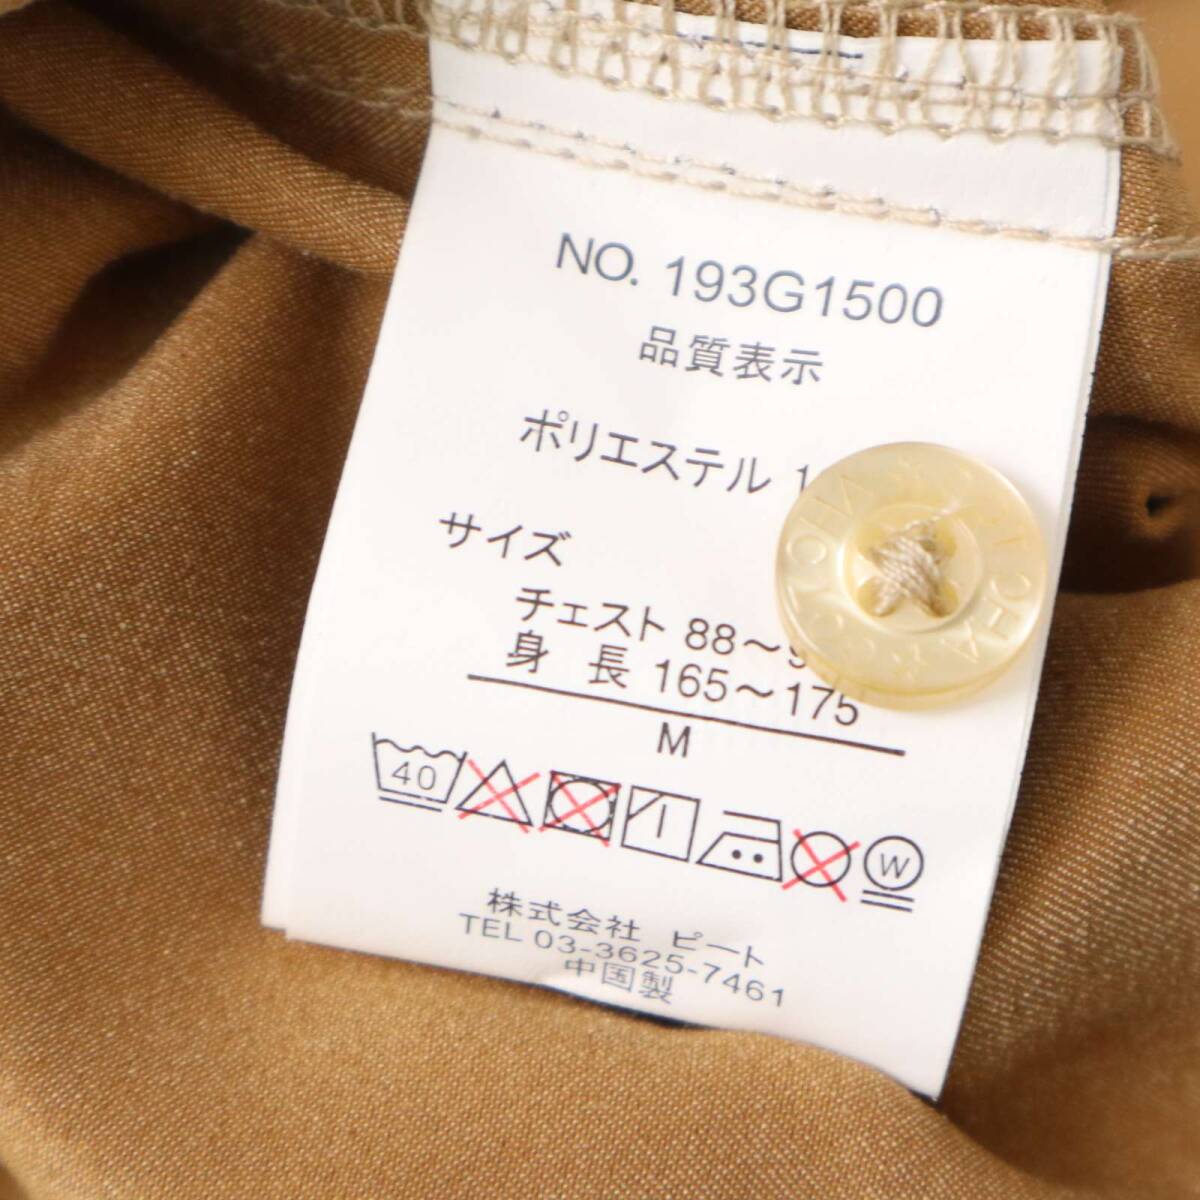 NO. 193G1500
品質表示
ポリエステル
サイズ
チェスト 88～
身 長 165～175
M
40
W
株式会社 ピート
TEL 03-3625-7461
中国製